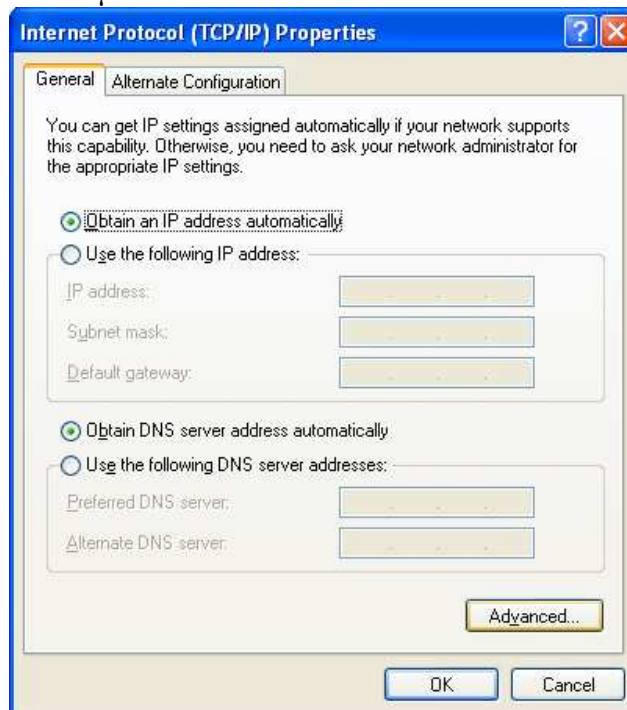 Internet Protocol (TCP/IP) Properties
General
Alternate Configuration
You can get IP settings assigned automatically if your network supports
this capability. Otherwise, you need to ask your network administrator for
the appropriate IP settings.
Obtain an IP address automatically
Use the following IP address:
IP address:
Subnet mask:
Default gateway:
Obtain DNS server address automatically
Use the following DNS server addresses:
Preferred DNS server:
Alternate DNS server:
Advanced...
OK
Cancel